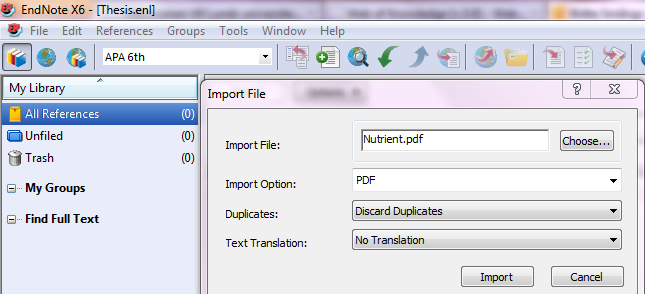 EndNote X6 - [Thesis.enl]
File Edit References Groups Tools Window Help
APA 6th
My Library
All References (0)
Unfiled (0)
Trash (0)
My Groups
Find Full Text
Import File
Import File: Nutrient.pdf Choose...
Import Option: PDF
Duplicates: Discard Duplicates
Text Translation: No Translation
Import Cancel